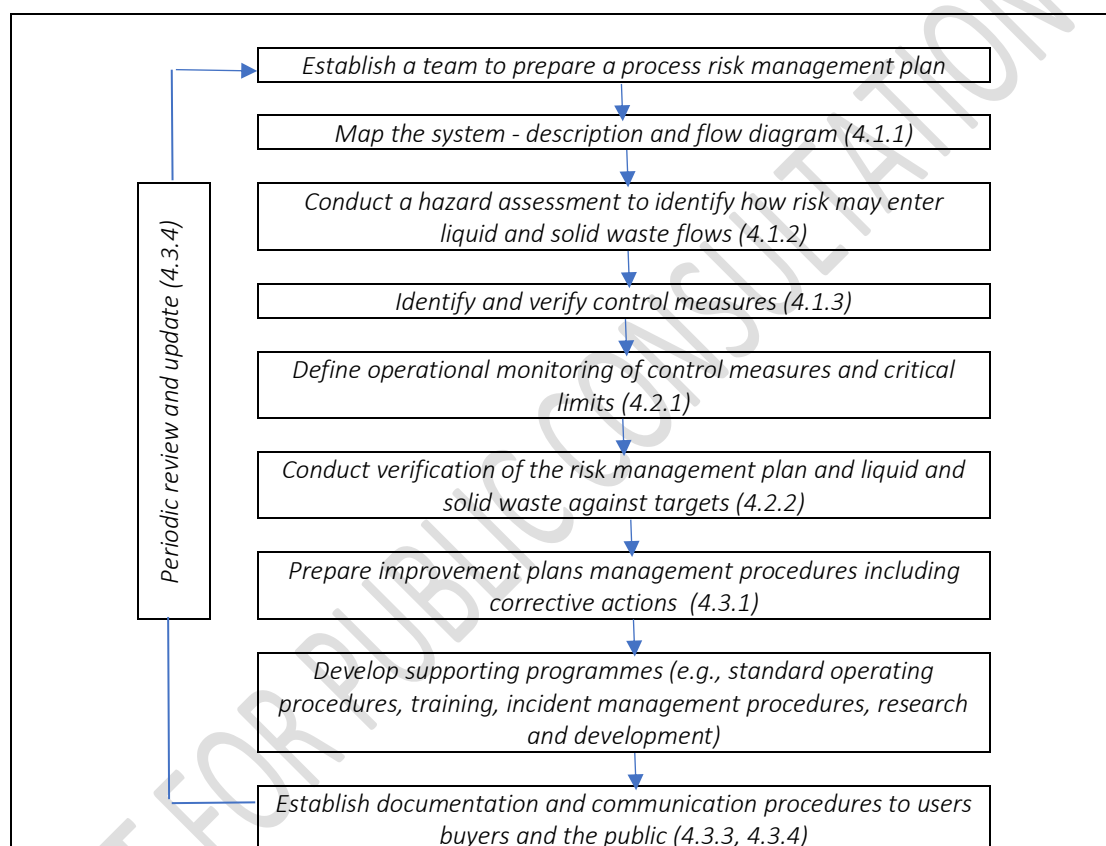 Establish a team to prepare a process risk management plan
Map the system - description and flow diagram (4.1.1)
Conduct a hazard assessment to identify how risk may enter
liquid and solid waste flows (4.1.2)
Identify and verify control measures (4.1.3)
Define operational monitoring of control measures and critical
limits (4.2.1)
Conduct verification of the risk management plan and liquid and
solid waste against targets (4.2.2)
Prepare improvement plans management procedures including
corrective actions (4.3.1)
Develop supporting programmes (e.g., standard operating
procedures, training, incident management procedures, research
and development)
Establish documentation and communication procedures to users
buyers and the public (4.3.3, 4.3.4)
Periodic review and update (4.3.4)
FOR PUBLIC CONSULTATION